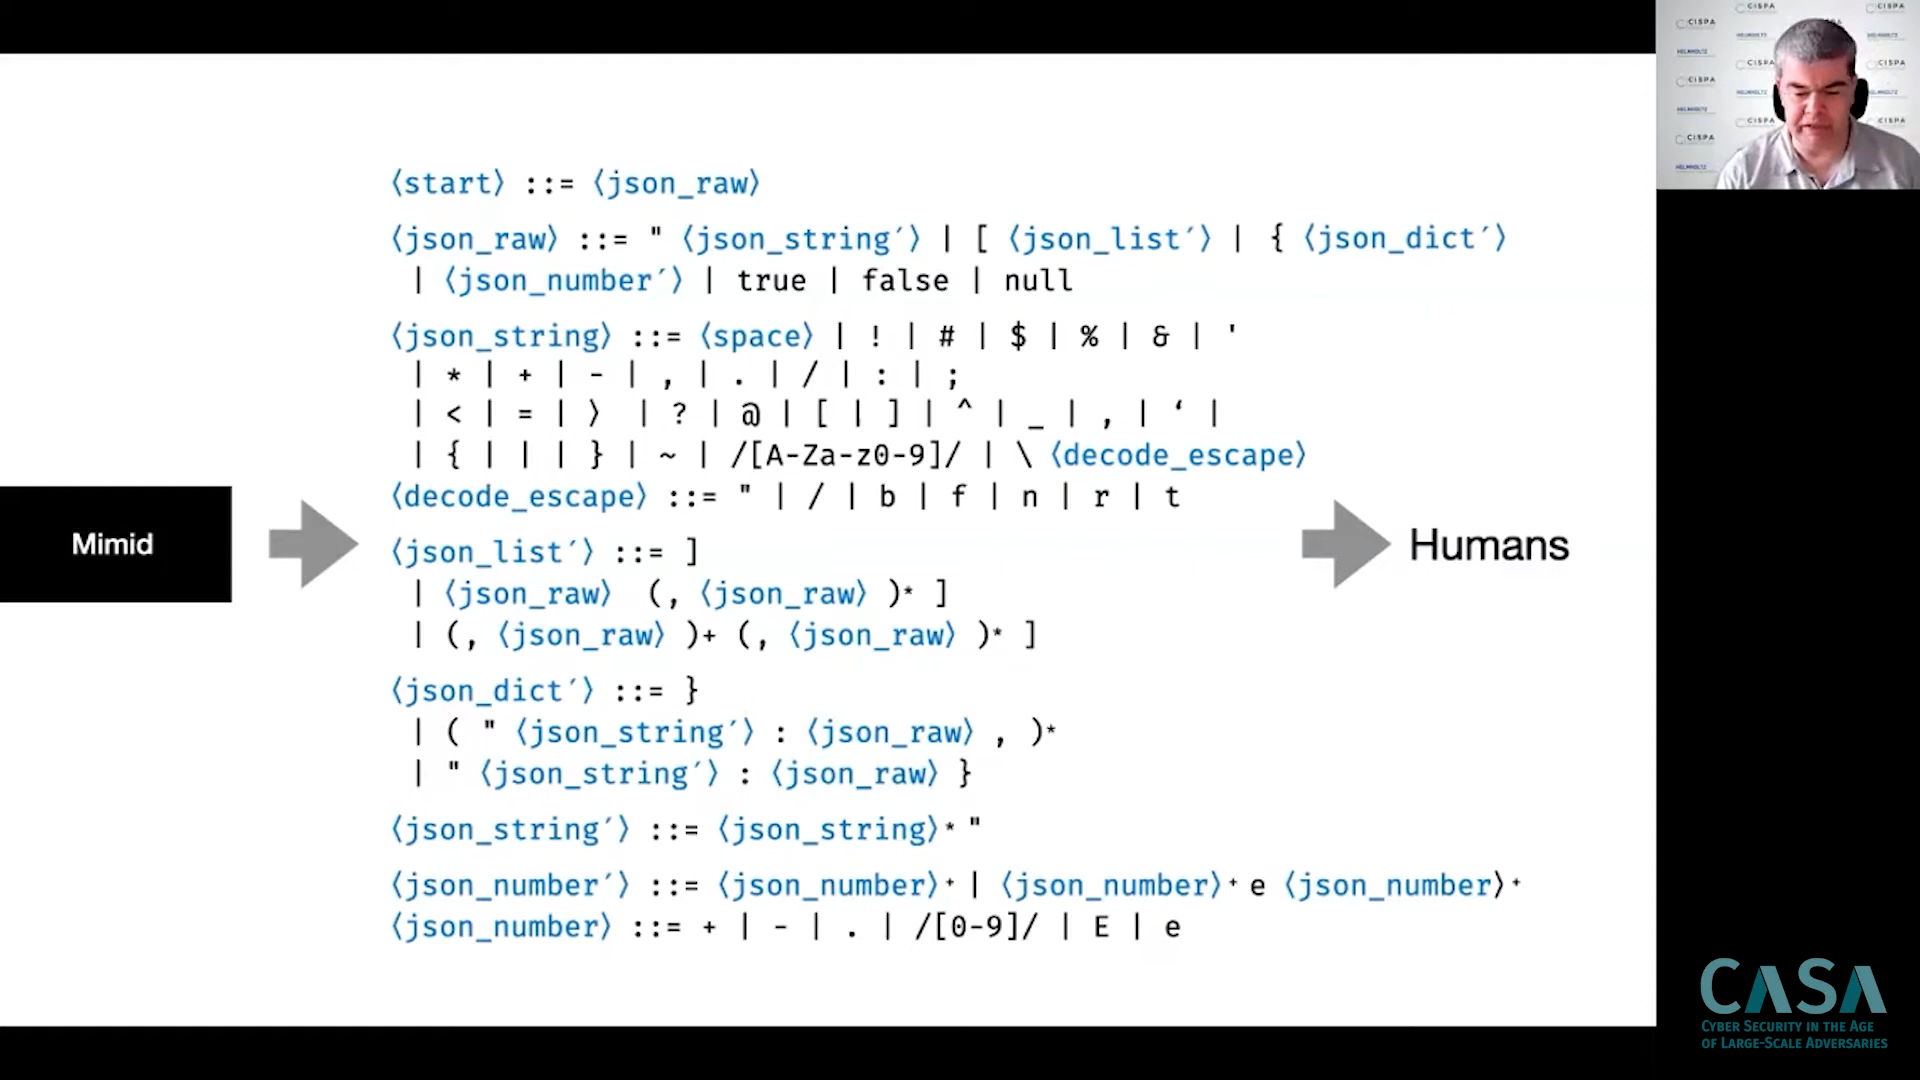 ⟨start⟩ ::= ⟨json_raw⟩
⟨json_raw⟩ ::= " ⟨json_string′⟩ | [ ⟨json_list′⟩ | { ⟨json_dict′⟩
| ⟨json_number′⟩ | true | false | null
⟨json_string⟩ ::= ⟨space⟩ | ! | # | $ | % | & | '
| * | + | - | , | . | / | : | ;
| < | = | ⟩ | ? | @ | [ | ] | ^ | _ | , | ‘ |
| { | | | } | ~ | /[A-Za-z0-9]/ | \ ⟨decode_escape⟩
⟨decode_escape⟩ ::= " | / | b | f | n | r | t
Mimid
⟨json_list′⟩ ::= ]
| ⟨json_raw⟩ (, ⟨json_raw⟩ )* ]
| (, ⟨json_raw⟩ )+ (, ⟨json_raw⟩ )* ]
Humans
⟨json_dict′⟩ ::= }
| ( " ⟨json_string′⟩ : ⟨json_raw⟩ , )*
| " ⟨json_string′⟩ : ⟨json_raw⟩ }
⟨json_string′⟩ ::= ⟨json_string⟩* "
⟨json_number′⟩ ::= ⟨json_number⟩+ | ⟨json_number⟩+ e ⟨json_number⟩+
⟨json_number⟩ ::= + | - | . | /[0-9]/ | E | e
CISPA
HELMHOLTZ
CASA
CYBER SECURITY IN THE AGE
OF LARGE-SCALE ADVERSARIES